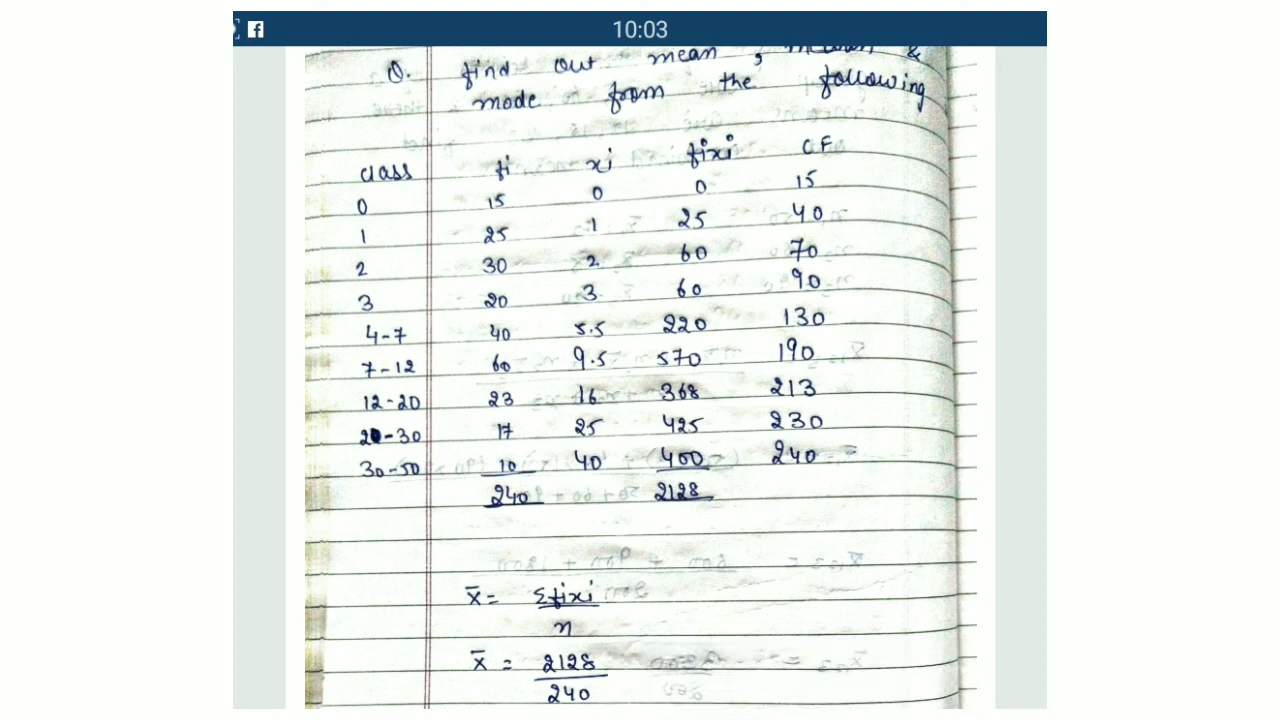 10:03
Q. find out mean, median &
mode from the following
class fi xi fixi CF
0 15 0 0 15
1 25 1 25 40
2 30 2 60 70
3 20 3 60 90
4-7 40 5.5 220 130
7-12 60 9.5 570 190
12-20 23 16 368 213
20-30 17 25 425 230
30-50 10 40 400 240 =
240 2128
x̄ = Σfixi
n
x̄ = 2128
240